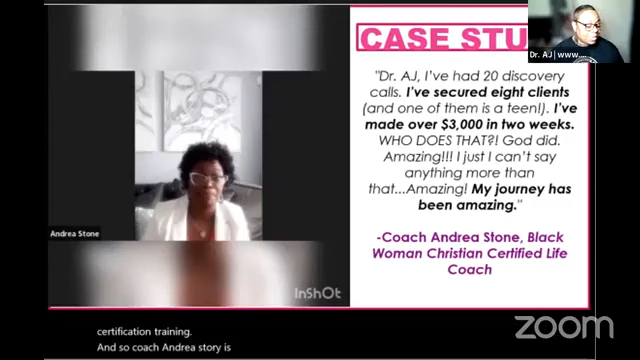 CASE STU
Dr. AJ | www....
"Dr. AJ, I've had 20 discovery
calls. I've secured eight clients
(and one of them is a teen!). I've
made over $3,000 in two weeks.
WHO DOES THAT?! God did.
Amazing!!! I just I can't say
anything more than
that...Amazing! My journey has
been amazing."
-Coach Andrea Stone, Black
Woman Christian Certified Life
Coach
Andrea Stone
InShOt
certification training.
And so coach Andrea story is
zoom